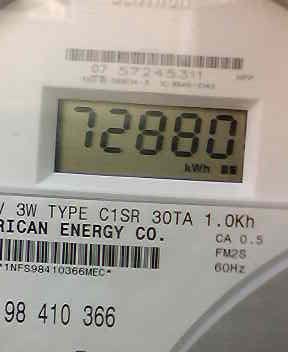 07 57245311
72880
kWh
V 3W TYPE C1SR 30TA 1.0Kh
RICAN ENERGY CO.
CA 0.5
FM2S
60Hz
*1NFS98410366MEC*
98 410 366